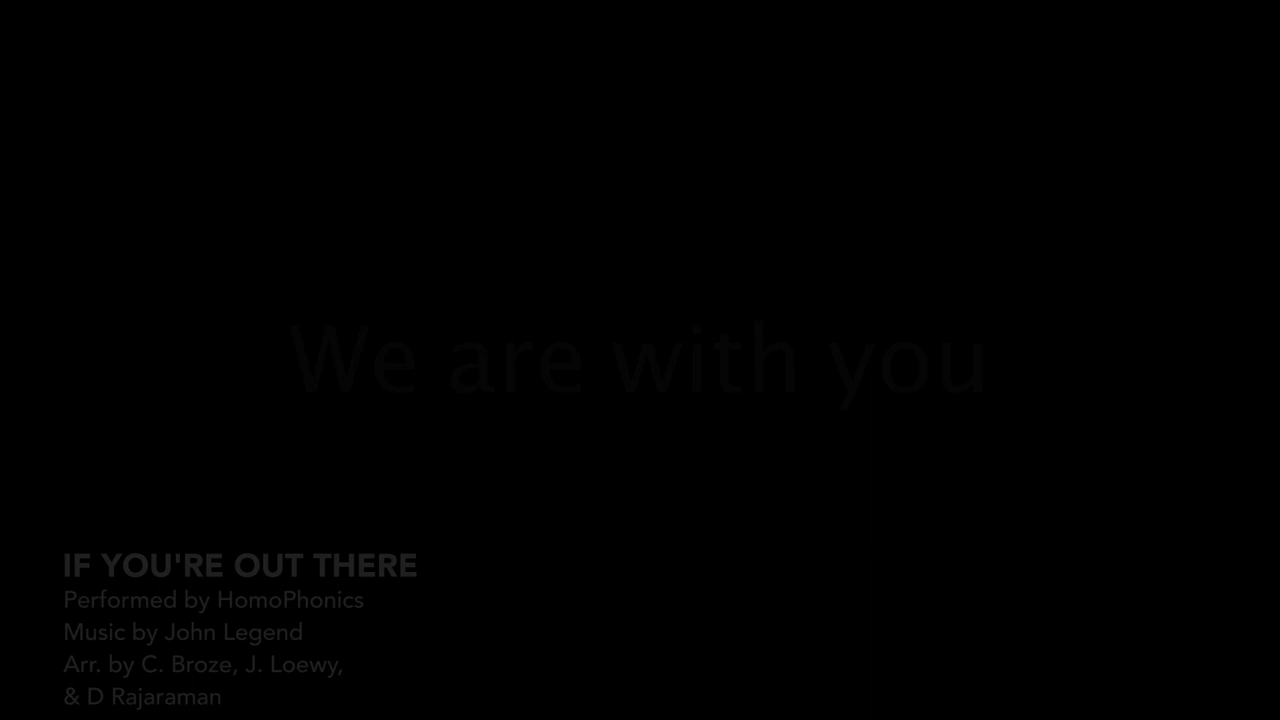 We are with you
IF YOU'RE OUT THERE
Performed by HomoPhonics
Music by John Legend
Arr. by C. Broze, J. Loewy,
& D Rajaraman